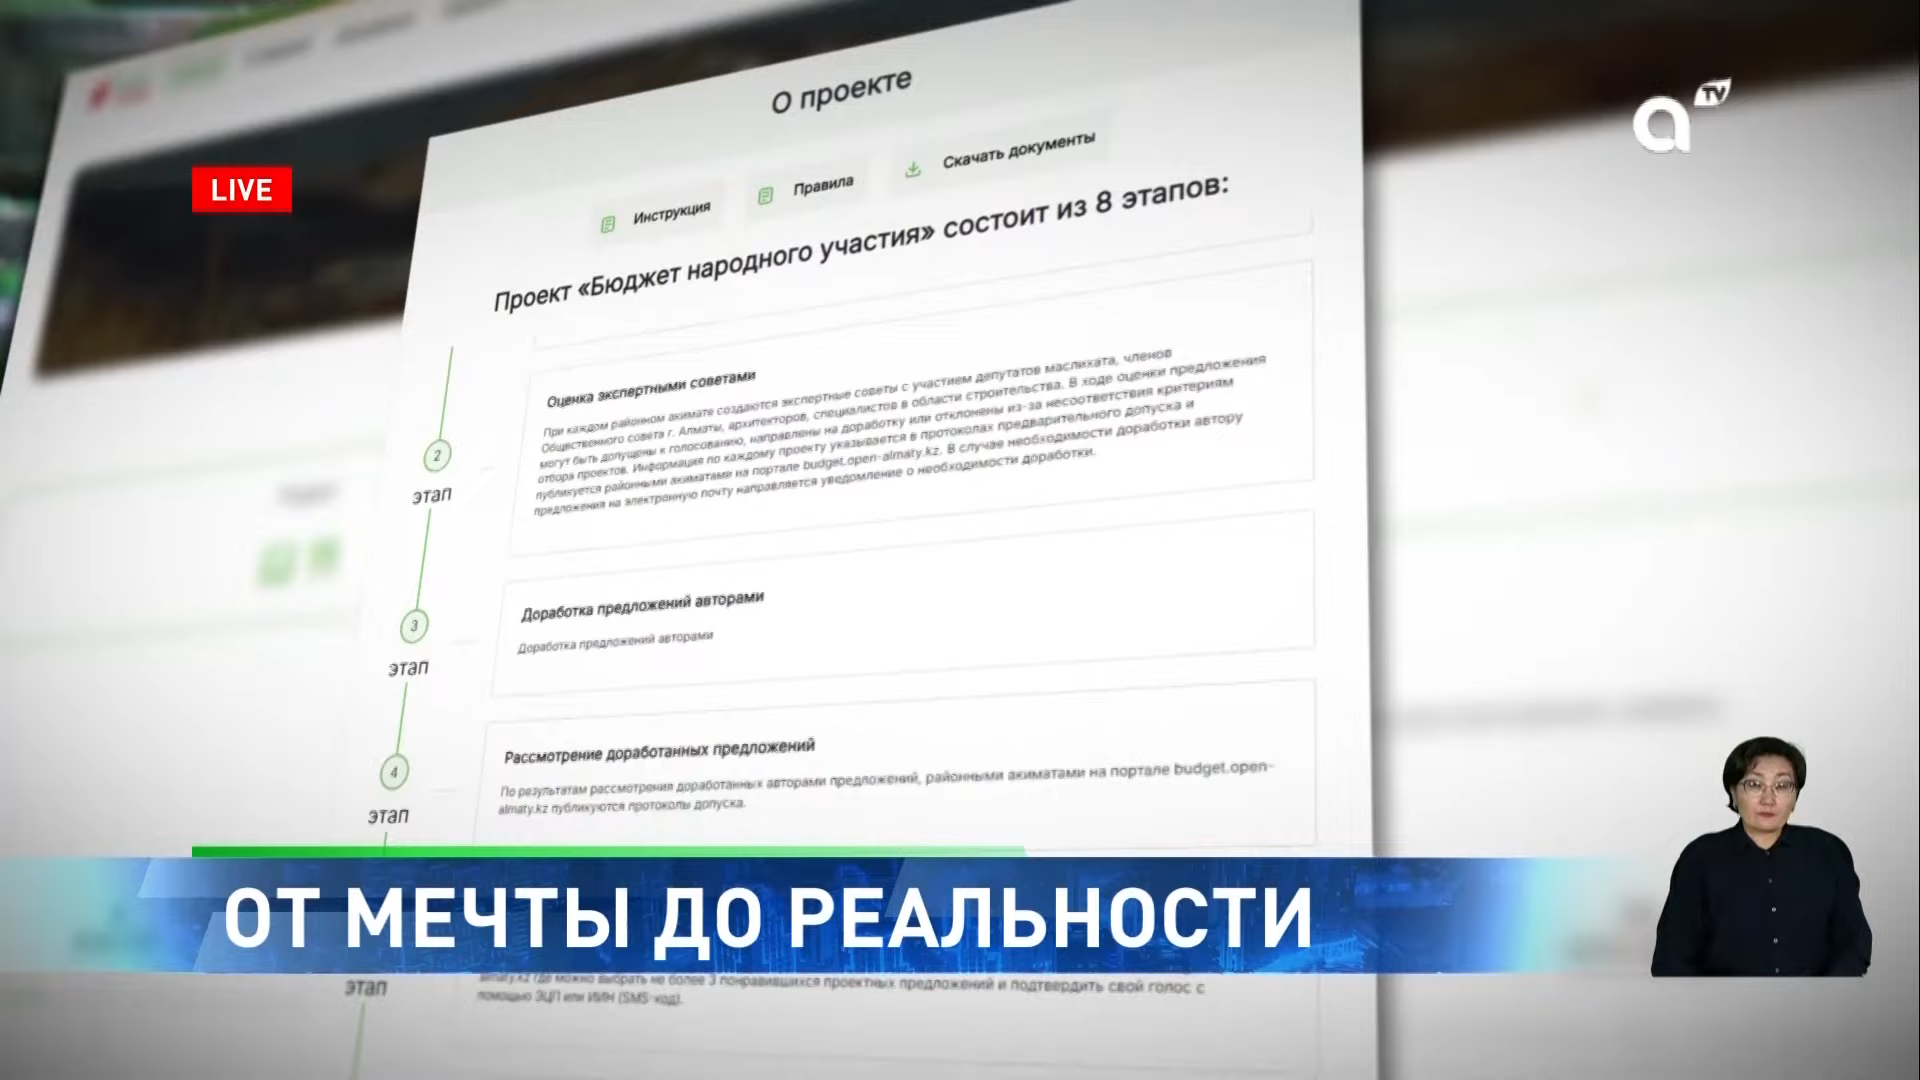 О проекте
LIVE
Инструкция
Правила
Скачать документы
Проект «Бюджет народного участия» состоит из 8 этапов:
2
этап
Оценка экспертными советами
При каждом районном акимате создаются экспертные советы с участием депутатов маслихата, членов
Общественного совета г. Алматы, архитекторов, специалистов в области строительства. В ходе оценки предложения
могут быть допущены к голосованию, направлены на доработку или отклонены из-за несоответствия критериям
отбора проектов. Информация по каждому проекту указывается в протоколах предварительного допуска и
публикуется районными акиматами на портале budget.open-almaty.kz. В случае необходимости доработки автору
предложения на электронную почту направляется уведомление о необходимости доработки.
3
этап
Доработка предложений авторами
Доработка предложений авторами
4
этап
Рассмотрение доработанных предложений
По результатам рассмотрения доработанных авторами предложений, районными акиматами на портале budget.open-
almaty.kz публикуются протоколы допуска.
ОТ МЕЧТЫ ДО РЕАЛЬНОСТИ
этап
almaty.kz где можно выбрать не более 3 понравившихся проектных предложений и подтвердить свой голос с
помощью ЭЦП или ИИН (SMS-код).
a TV